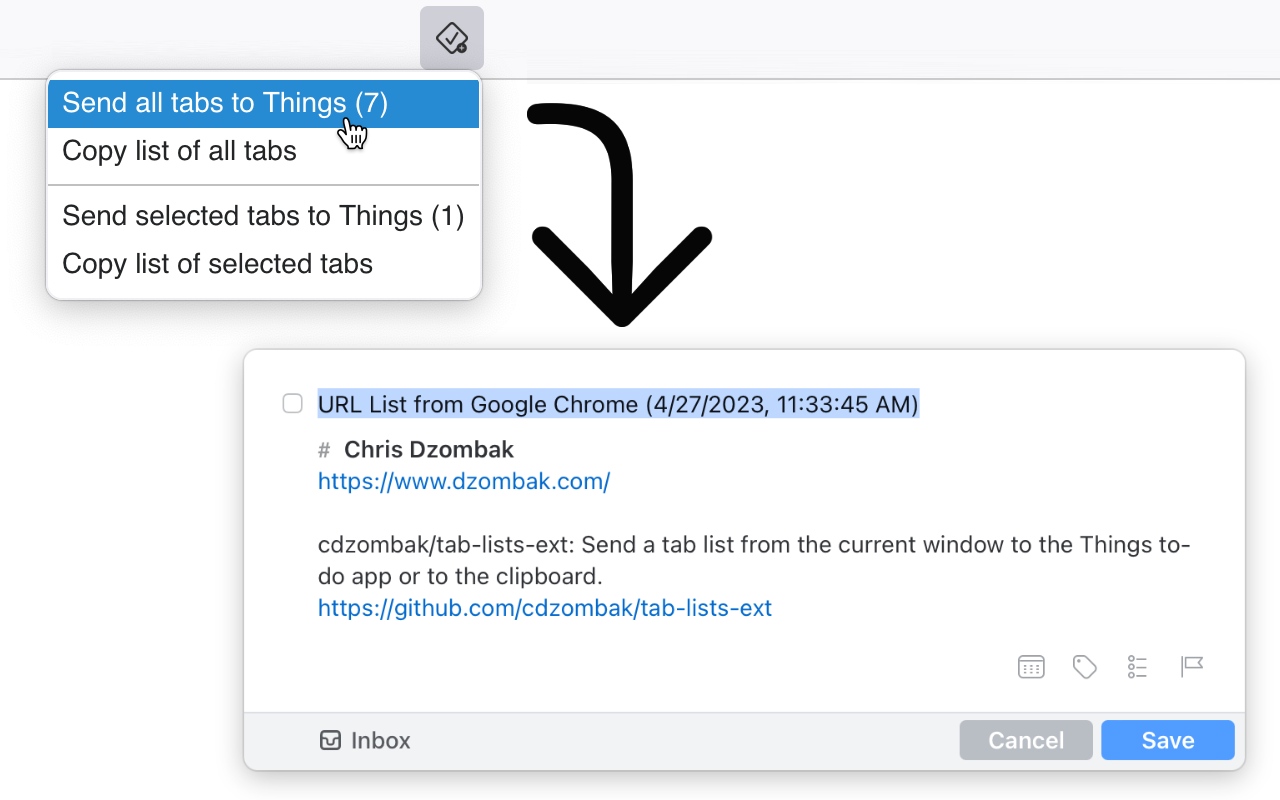 Send all tabs to Things (7)
Copy list of all tabs
Send selected tabs to Things (1)
Copy list of selected tabs
URL List from Google Chrome (4/27/2023, 11:33:45 AM)
# Chris Dzombak
https://www.dzombak.com/
cdzombak/tab-lists-ext: Send a tab list from the current window to the Things to-
do app or to the clipboard.
https://github.com/cdzombak/tab-lists-ext
Inbox
Cancel
Save